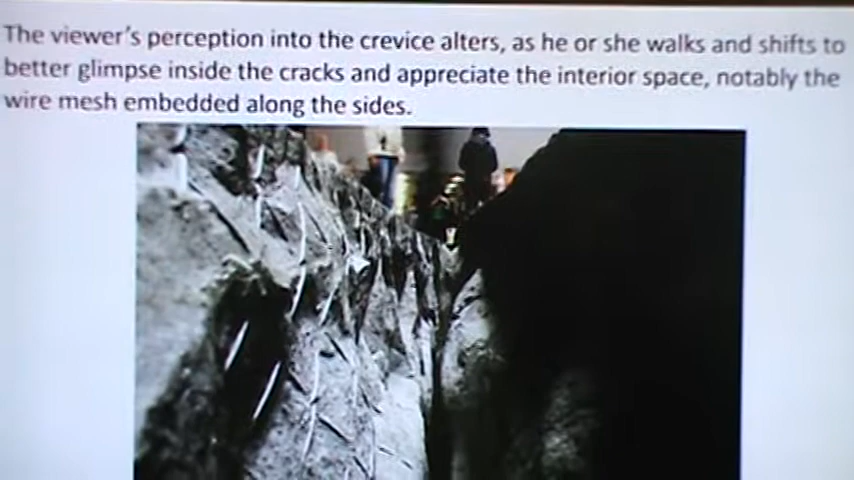 The viewer's perception into the crevice alters, as he or she walks and shifts to
better glimpse inside the cracks and appreciate the interior space, notably the
wire mesh embedded along the sides.